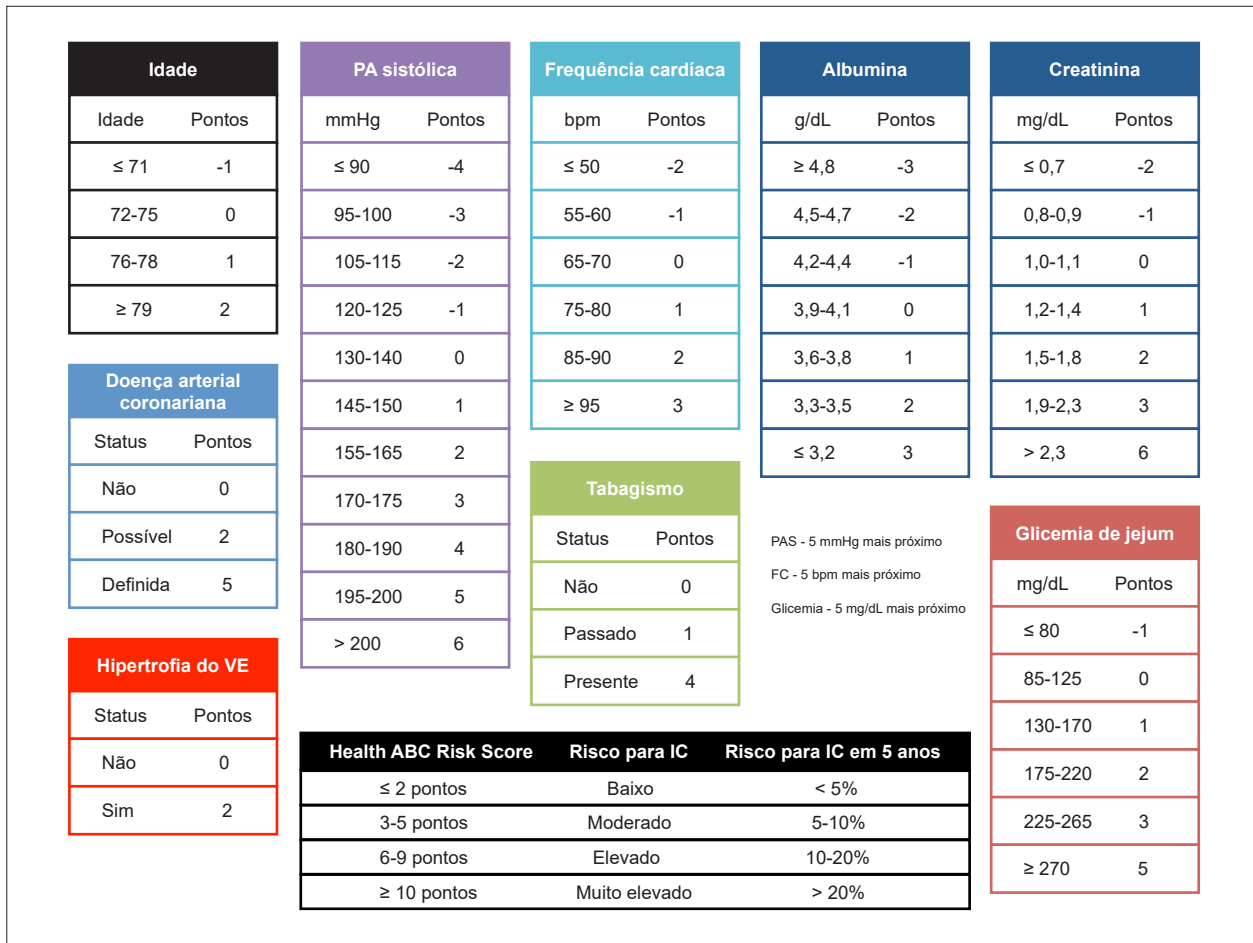 Idade
Idade Pontos
≤ 71 -1
72-75 0
76-78 1
≥ 79 2
Doença arterial
coronariana
Status Pontos
Não 0
Possível 2
Definida 5
Hipertrofia do VE
Status Pontos
Não 0
Sim 2
PA sistólica
mmHg Pontos
≤ 90 -4
95-100 -3
105-115 -2
120-125 -1
130-140 0
145-150 1
155-165 2
170-175 3
180-190 4
195-200 5
> 200 6
Frequência cardíaca
bpm Pontos
≤ 50 -2
55-60 -1
65-70 0
75-80 1
85-90 2
≥ 95 3
Tabagismo
Status Pontos
Não 0
Passado 1
Presente 4
Albumina
g/dL Pontos
≥ 4,8 -3
4,5-4,7 -2
4,2-4,4 -1
3,9-4,1 0
3,6-3,8 1
3,3-3,5 2
≤ 3,2 3
PAS - 5 mmHg mais próximo
FC - 5 bpm mais próximo
Glicemia - 5 mg/dL mais próximo
Creatinina
mg/dL Pontos
≤ 0,7 -2
0,8-0,9 -1
1,0-1,1 0
1,2-1,4 1
1,5-1,8 2
1,9-2,3 3
> 2,3 6
Glicemia de jejum
mg/dL Pontos
≤ 80 -1
85-125 0
130-170 1
175-220 2
225-265 3
≥ 270 5
Health ABC Risk Score Risco para IC Risco para IC em 5 anos
≤ 2 pontos Baixo < 5%
3-5 pontos Moderado 5-10%
6-9 pontos Elevado 10-20%
≥ 10 pontos Muito elevado > 20%